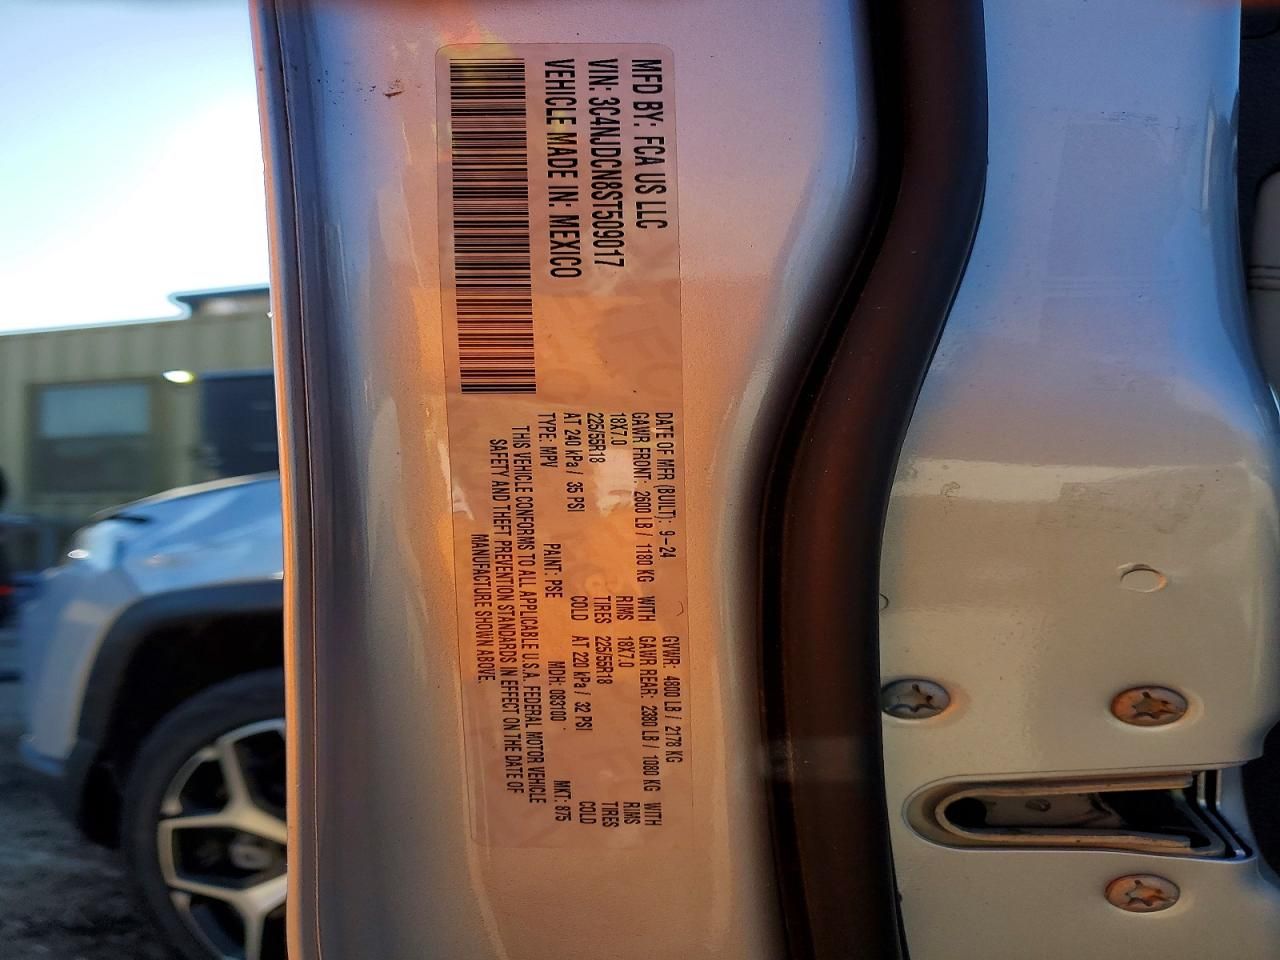 MFD BY: FCA US LLC
VIN: 3C4NJDCN8ST509017
VEHICLE MADE IN: MEXICO
DATE OF MFR (BUILT): 9-24 GVWR: 4800 LB / 2178 KG
GAWR FRONT: 2600 LB / 1180 KG WITH GAWR REAR: 2380 LB / 1080 KG WITH
18X7.0 RIMS 18X7.0 RIMS
225/55R18 TIRES 225/55R18 TIRES
AT 240 kPa / 35 PSI COLD AT 220 kPa / 32 PSI COLD
TYPE: MPV PAINT: PSE MDH: 083100 MKT: 875
THIS VEHICLE CONFORMS TO ALL APPLICABLE U.S.A. FEDERAL MOTOR VEHICLE
SAFETY AND THEFT PREVENTION STANDARDS IN EFFECT ON THE DATE OF
MANUFACTURE SHOWN ABOVE.